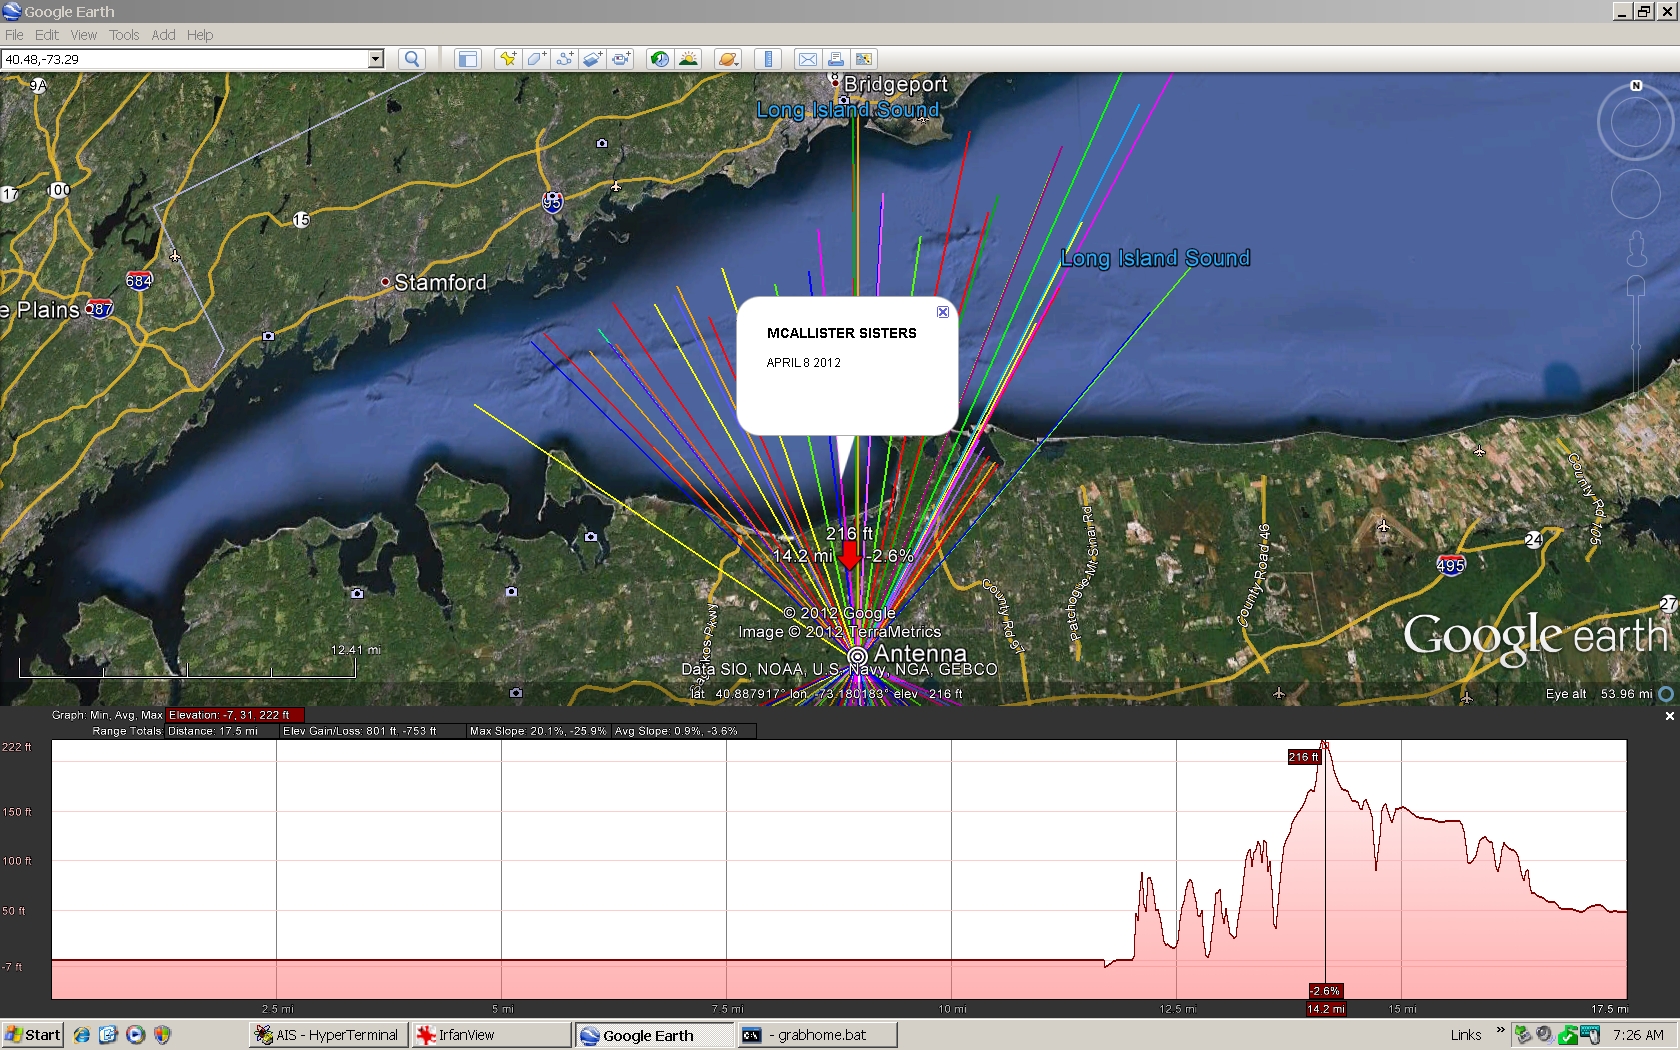 Google Earth
File Edit View Tools Add Help
40.48,-73.29
9A
Bridgeport
Long Island Sound
N
17
100
95
15
684
Stamford
Long Island Sound
e Plains
287
MCALLISTER SISTERS
APRIL 8 2012
County Rd 105
216 ft
14.2 mi
-2.6%
Patchogue-Mt Sinai Rd
County Road 46
24
495
27
© 2012 Google
County Rd 97
Image © 2012 TerraMetrics
Google earth
12.41 mi
Antenna
Data SIO, NOAA, U.S. Navy, NGA, GEBCO
lat 40.887917° lon -73.180183° elev 216 ft
Eye alt 53.96 mi
Graph: Min, Avg, Max Elevation: -7, 31, 222 ft
Range Totals: Distance: 17.5 mi Elev Gain/Loss: 801 ft, -753 ft Max Slope: 20.1%, -25.9% Avg Slope: 0.9%, -3.6%
222 ft
216 ft
150 ft
100 ft
50 ft
-7 ft
-2.6%
2.5 mi 5 mi 7.5 mi 10 mi 12.5 mi 14.2 mi 15 mi 17.5 mi
Start AIS - HyperTerminal IrfanView Google Earth - grabhome.bat Links » 7:26 AM